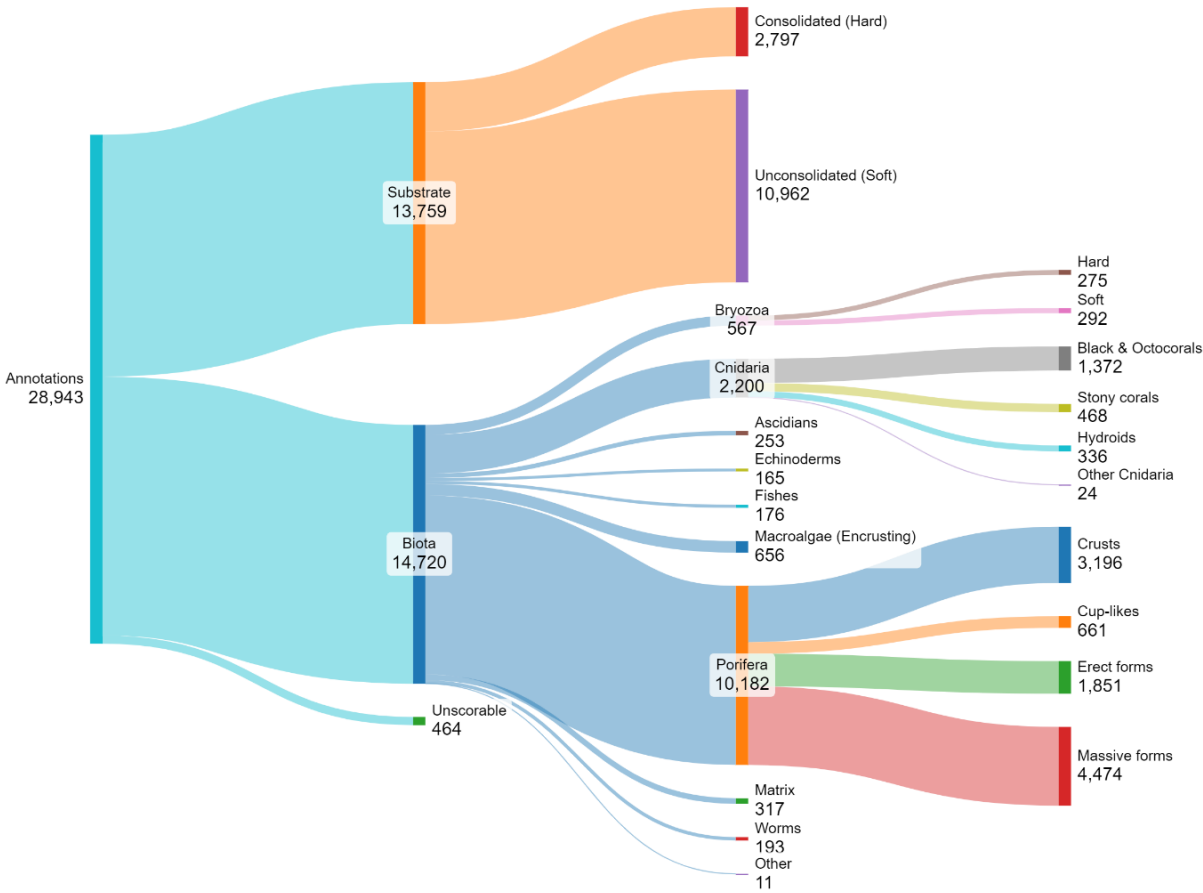 Annotations
28,943
Substrate
13,759
Biota
14,720
Unscorable
464
Consolidated (Hard)
2,797
Unconsolidated (Soft)
10,962
Bryozoa
567
Cnidaria
2,200
Ascidians
253
Echinoderms
165
Fishes
176
Macroalgae (Encrusting)
656
Porifera
10,182
Matrix
317
Worms
193
Other
11
Hard
275
Soft
292
Black & Octocorals
1,372
Stony corals
468
Hydroids
336
Other Cnidaria
24
Crusts
3,196
Cup-likes
661
Erect forms
1,851
Massive forms
4,474